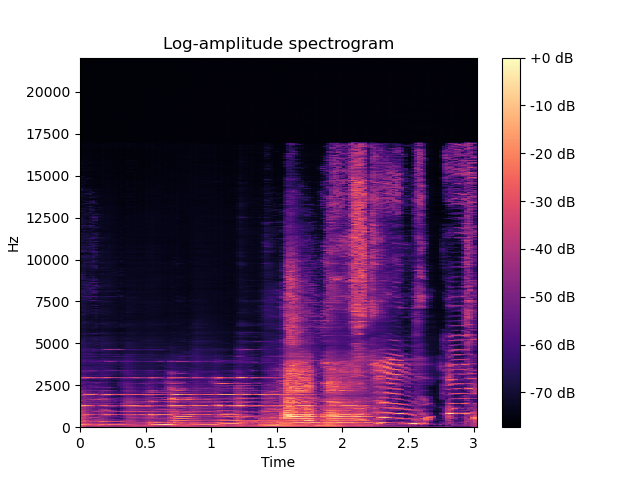 Log-amplitude spectrogram
Hz
20000
17500
15000
12500
10000
7500
5000
2500
0
0 0.5 1 1.5 2 2.5 3
Time
+0 dB
-10 dB
-20 dB
-30 dB
-40 dB
-50 dB
-60 dB
-70 dB